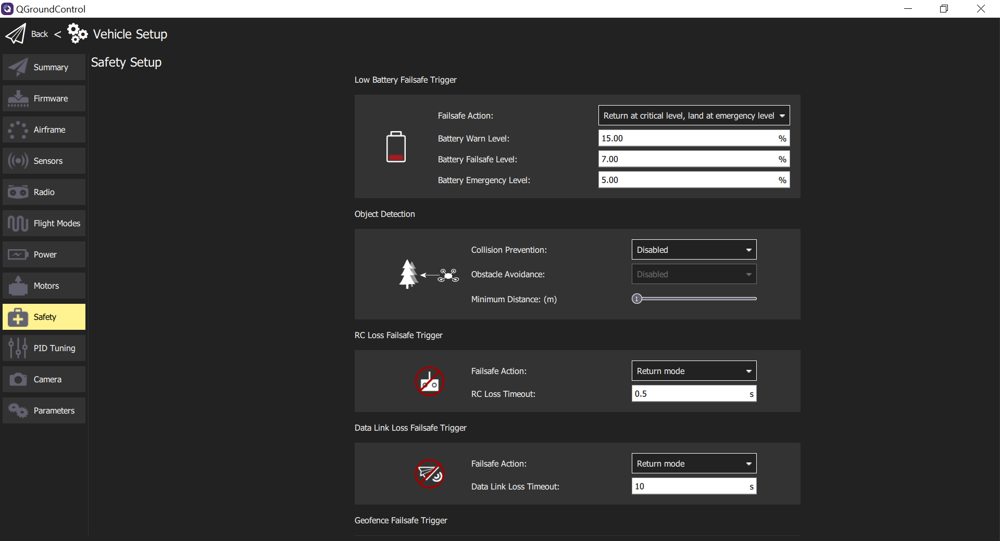 QGroundControl
Back < Vehicle Setup
Summary
Firmware
Airframe
Sensors
Radio
Flight Modes
Power
Motors
Safety
PID Tuning
Camera
Parameters
Safety Setup
Low Battery Failsafe Trigger
Failsafe Action: Return at critical level, land at emergency level
Battery Warn Level: 15.00 %
Battery Failsafe Level: 7.00 %
Battery Emergency Level: 5.00 %
Object Detection
Collision Prevention: Disabled
Obstacle Avoidance: Disabled
Minimum Distance: (m) 1
RC Loss Failsafe Trigger
Failsafe Action: Return mode
RC Loss Timeout: 0.5 s
Data Link Loss Failsafe Trigger
Failsafe Action: Return mode
Data Link Loss Timeout: 10 s
Geofence Failsafe Trigger